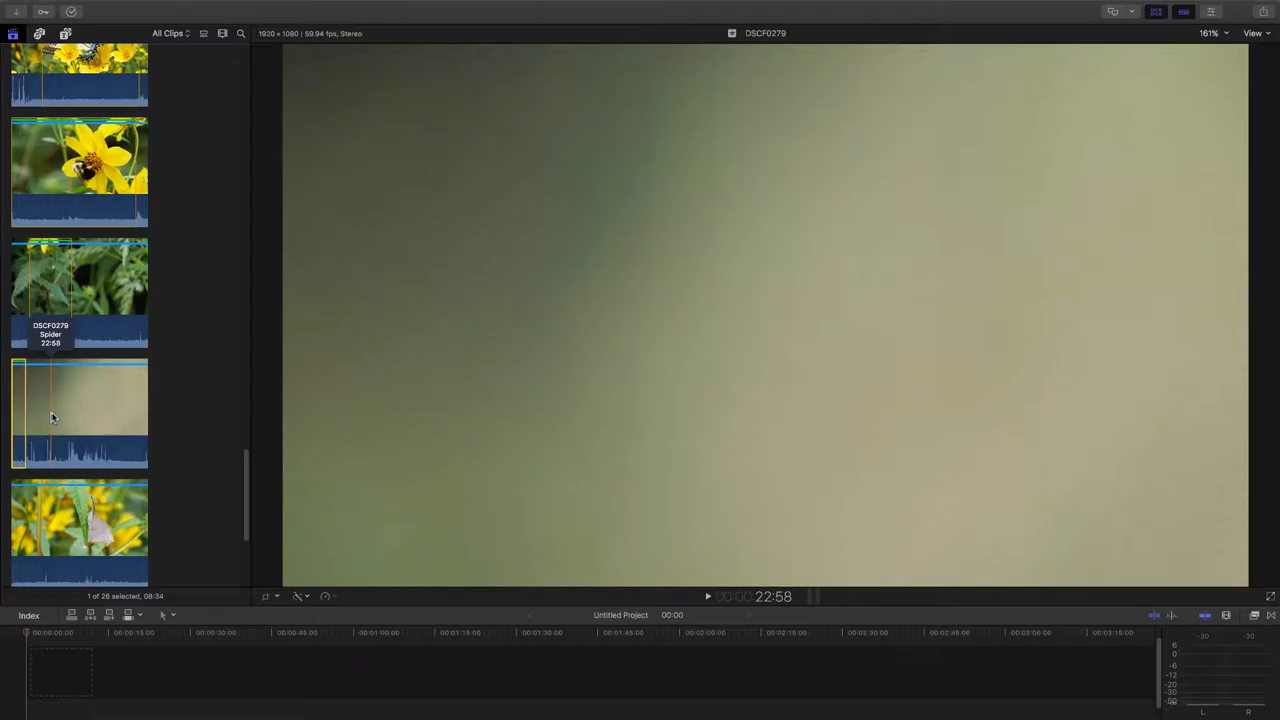 All Clips
1920 × 1080 | 59.94 fps, Stereo
DSCF0279
161%
View
DSCF0279
Spider
22:58
1 of 26 selected, 08:34
00:00:22:58
Index
Untitled Project
00:00
00:00:00:00
00:00:15:00
00:00:30:00
00:00:45:00
00:01:00:00
00:01:15:00
00:01:30:00
00:01:45:00
00:02:00:00
00:02:15:00
00:02:30:00
00:02:45:00
00:03:00:00
00:03:15:00
-30
-30
6
0
-6
-12
-20
-30
-50
L
R